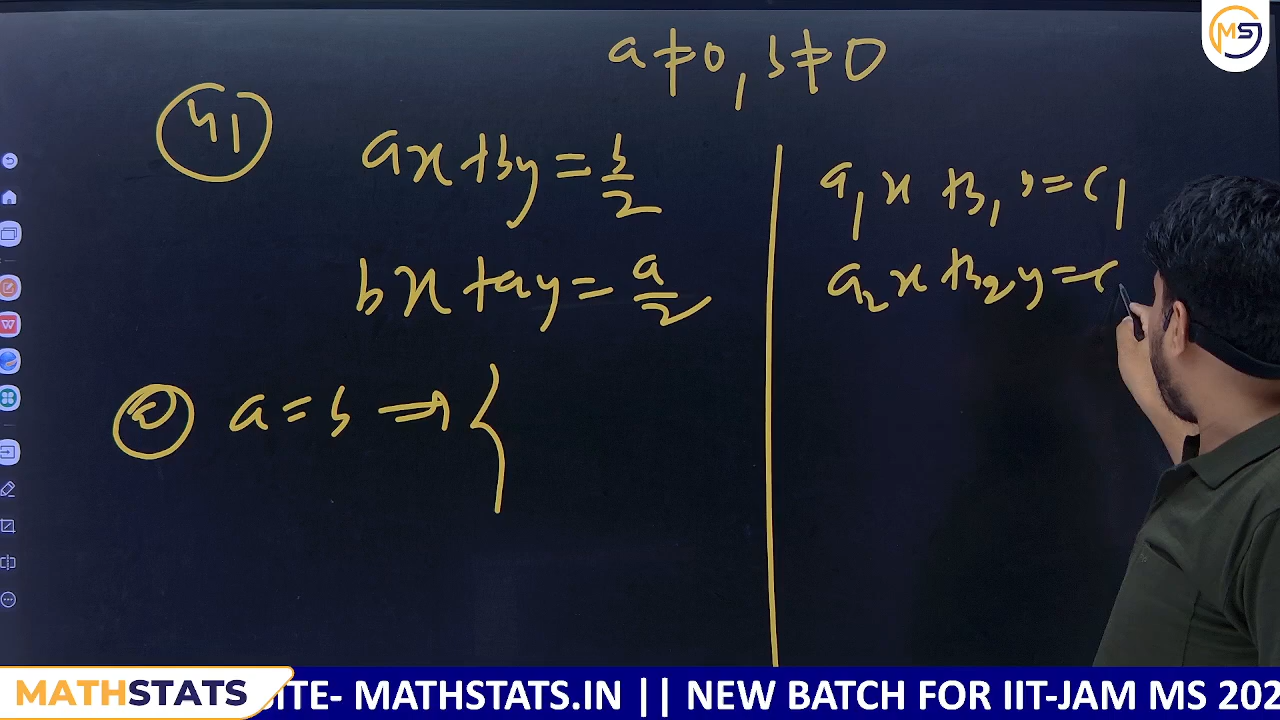 a ≠ 0, b ≠ 0
41
ax + by = b/2
bx + ay = a/2
a = b ⇒ {
a₁x + b₁y = c₁
a₂x + b₂y = c
MS
MATHSTATS
SITE- MATHSTATS.IN || NEW BATCH FOR IIT-JAM MS 202